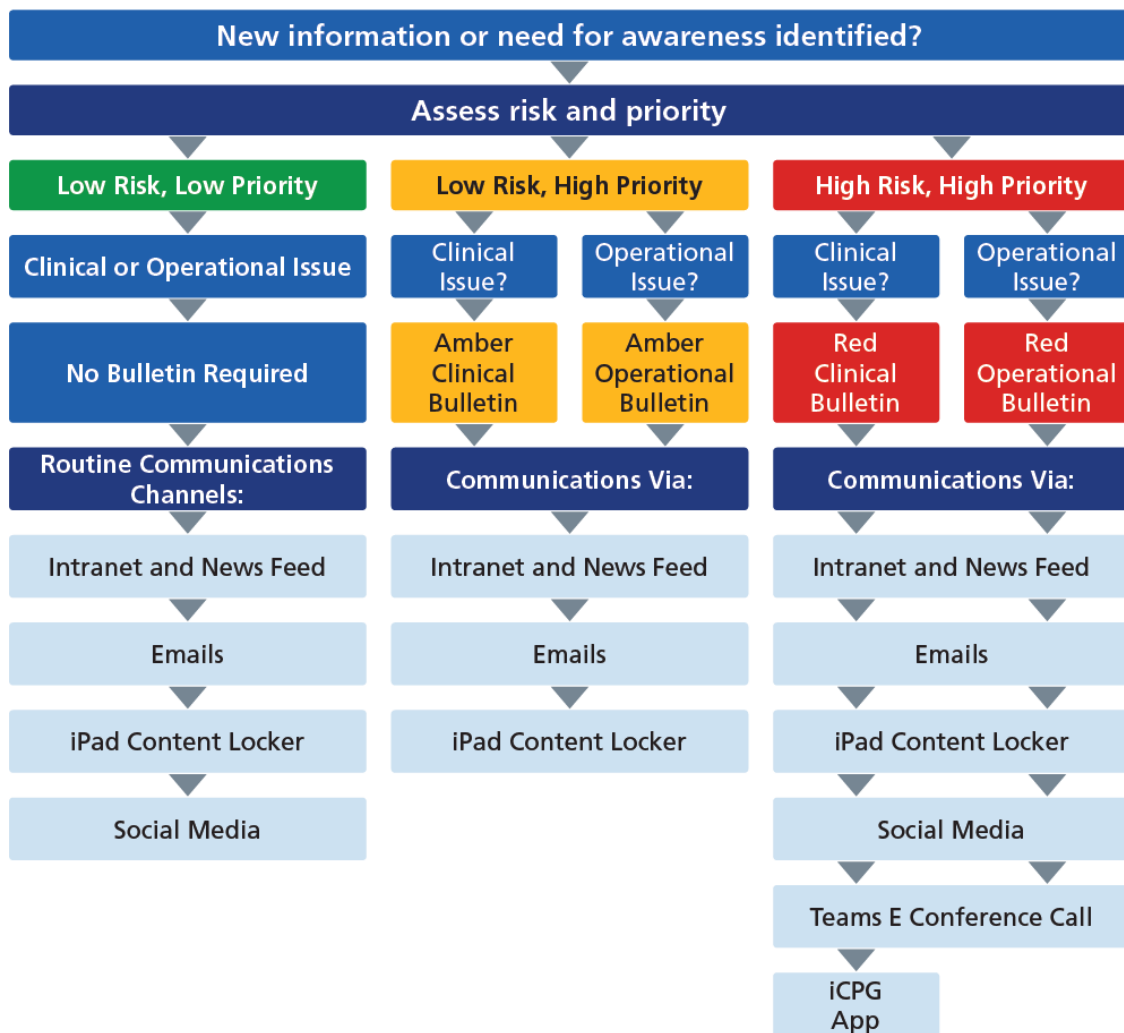 New information or need for awareness identified?
Assess risk and priority
Low Risk, Low Priority
Clinical or Operational Issue
No Bulletin Required
Routine Communications
Channels:
Intranet and News Feed
Emails
iPad Content Locker
Social Media
Low Risk, High Priority
Clinical
Issue?
Amber
Clinical
Bulletin
Operational
Issue?
Amber
Operational
Bulletin
Communications Via:
Intranet and News Feed
Emails
iPad Content Locker
High Risk, High Priority
Clinical
Issue?
Red
Clinical
Bulletin
Operational
Issue?
Red
Operational
Bulletin
Communications Via:
Intranet and News Feed
Emails
iPad Content Locker
Social Media
Teams E Conference Call
iCPG
App